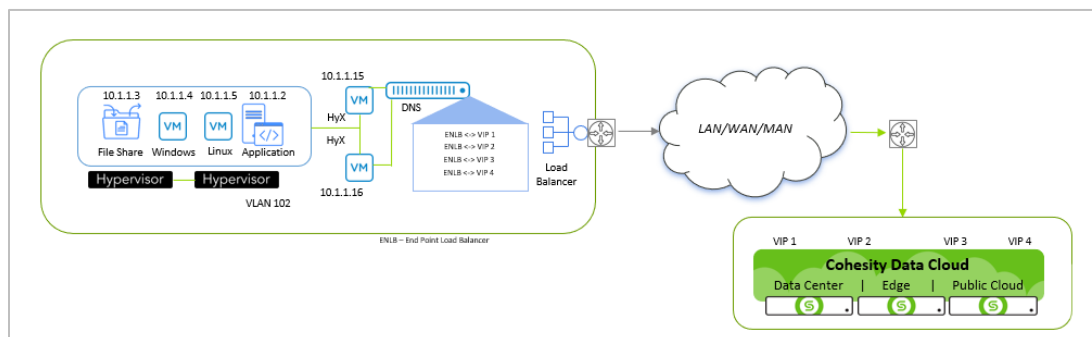 10.1.1.3 10.1.1.4 10.1.1.5 10.1.1.2
VM VM </>
File Share Windows Linux Application
Hypervisor Hypervisor
VLAN 102
10.1.1.15
VM
HyX
HyX
VM
10.1.1.16
DNS
ENLB <-> VIP 1
ENLB <-> VIP 2
ENLB <-> VIP 3
ENLB <-> VIP 4
Load
Balancer
ENLB – End Point Load Balancer
LAN/WAN/MAN
VIP 1 VIP 2 VIP 3 VIP 4
Cohesity Data Cloud
Data Center | Edge | Public Cloud